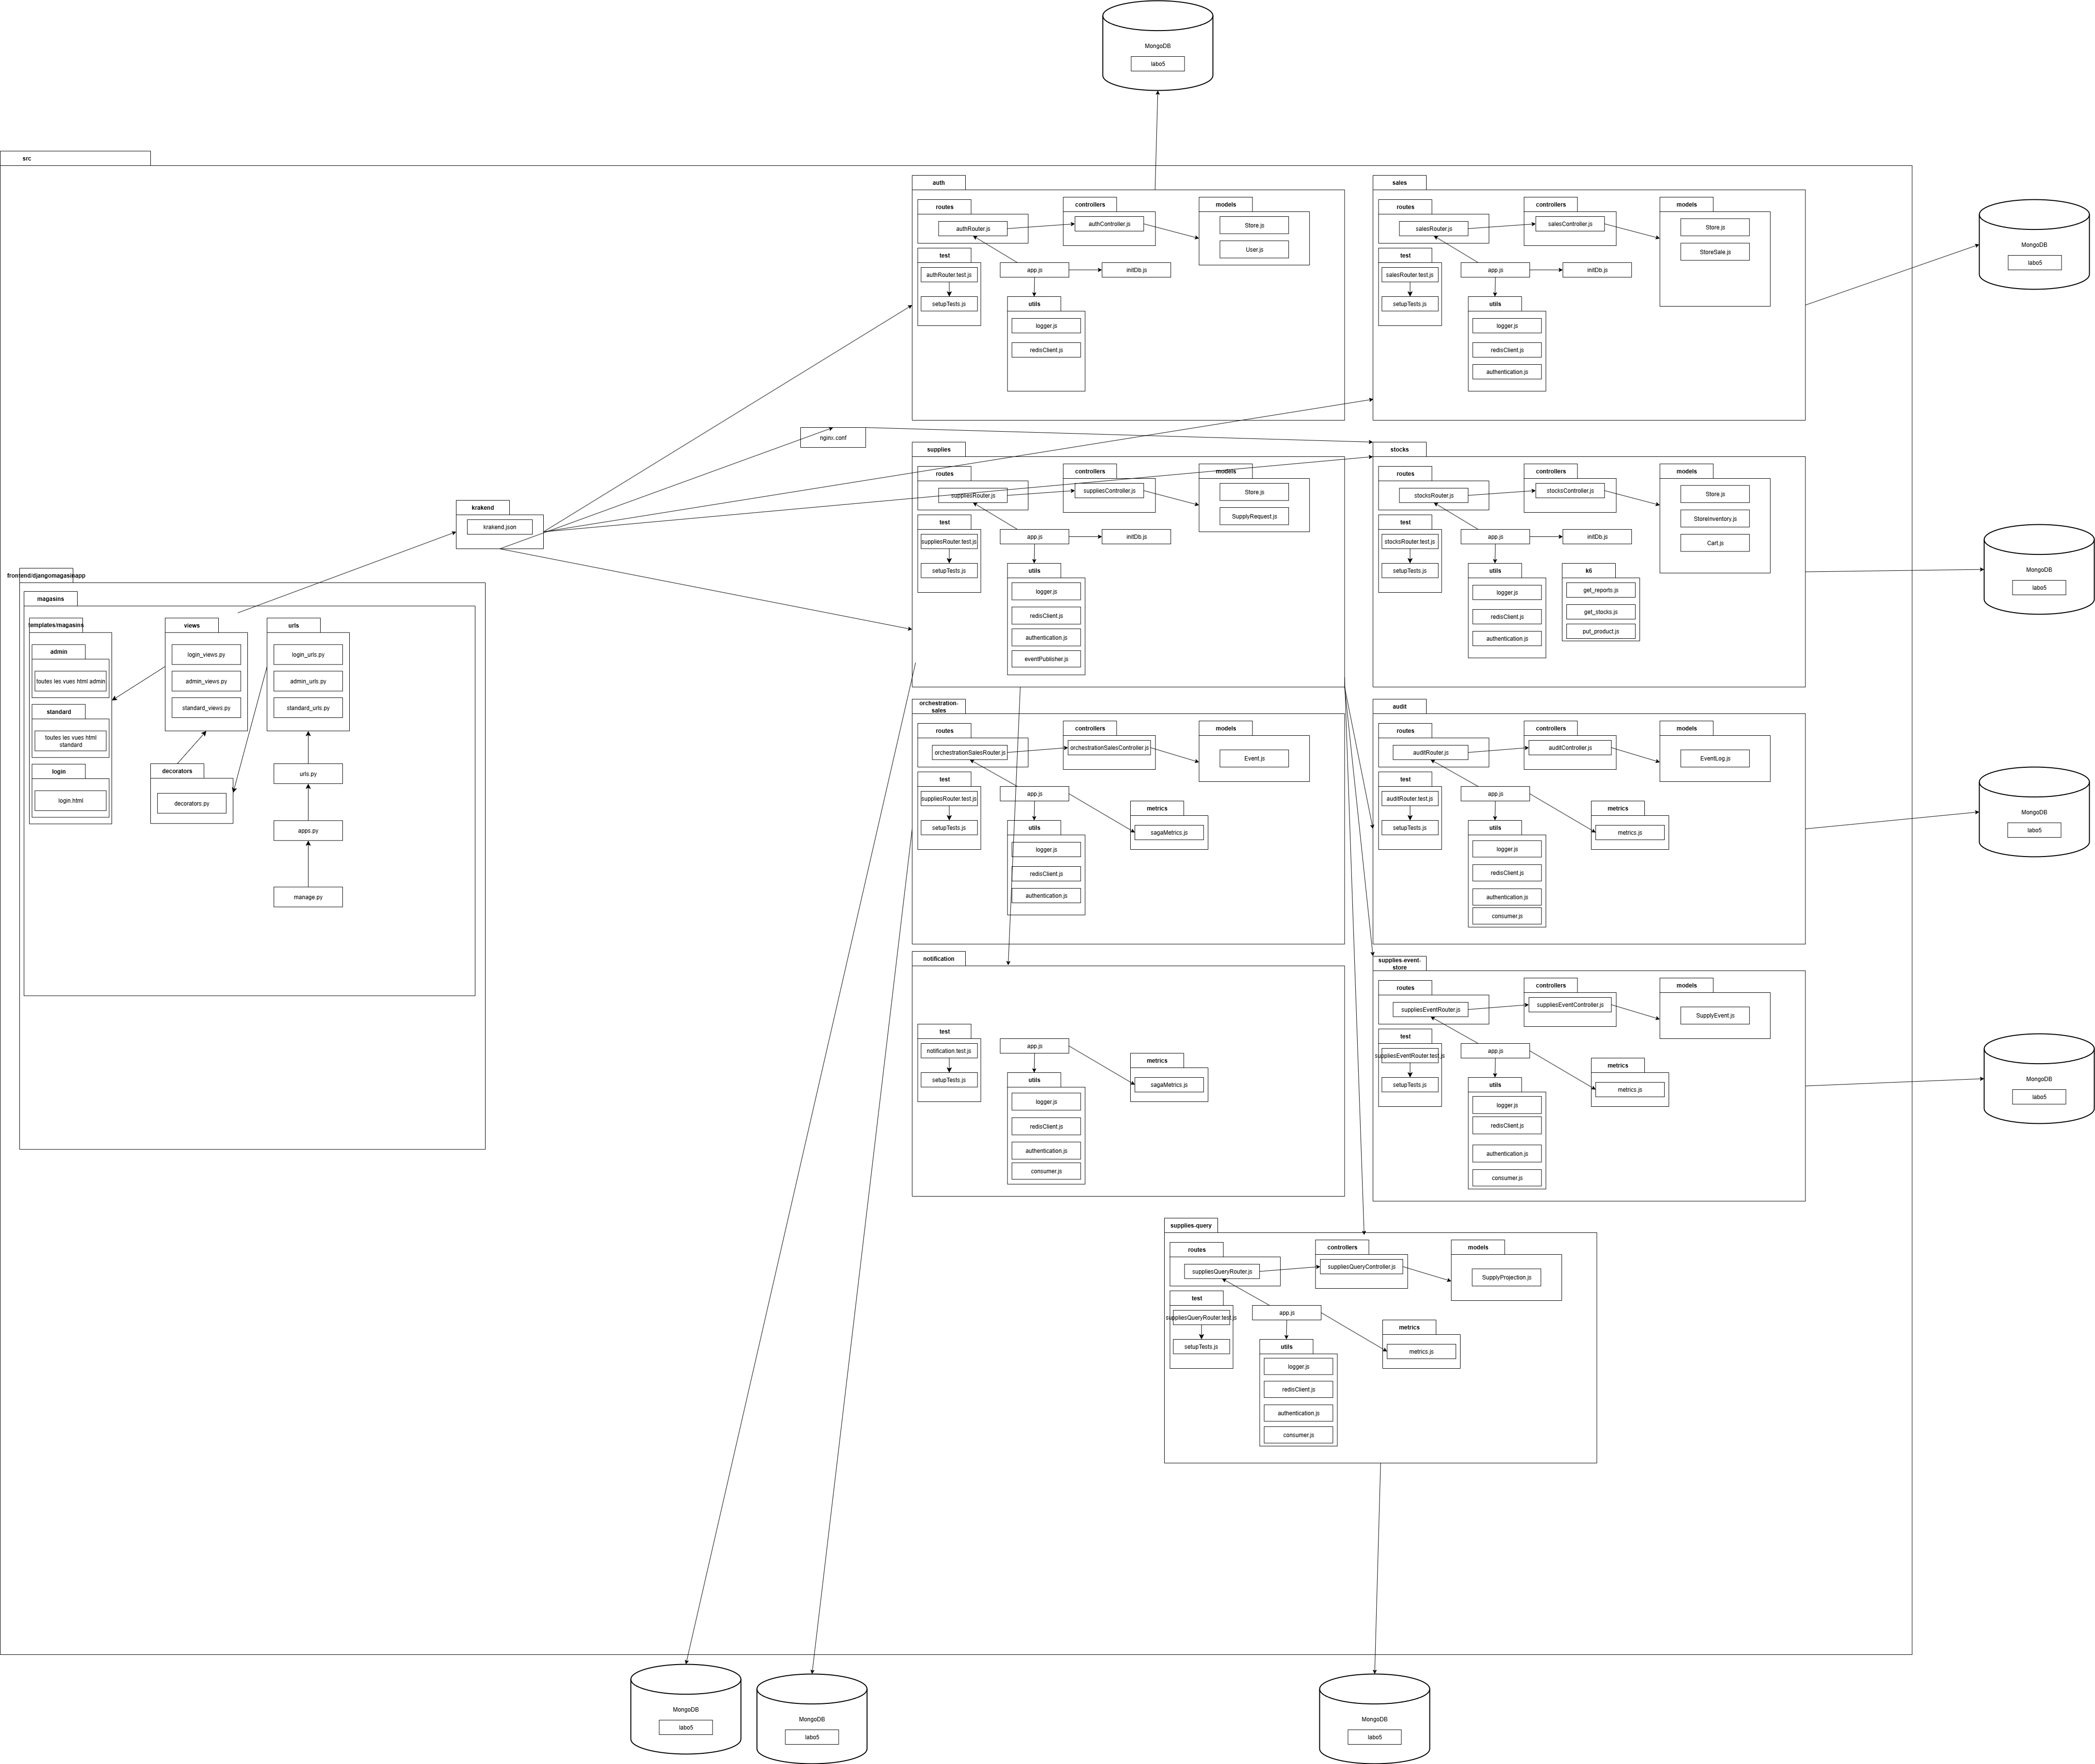 MongoDB
labo5
src
auth
routes
authRouter.js
controllers
authController.js
models
Store.js
User.js
test
authRouter.test.js
setupTests.js
app.js
initDb.js
utils
logger.js
redisClient.js
sales
routes
salesRouter.js
controllers
salesController.js
models
Store.js
StoreSale.js
test
salesRouter.test.js
setupTests.js
app.js
initDb.js
utils
logger.js
redisClient.js
authentication.js
MongoDB
labo5
nginx.conf
krakend
krakend.json
supplies
routes
suppliesRouter.js
controllers
suppliesController.js
models
Store.js
SupplyRequest.js
test
suppliesRouter.test.js
setupTests.js
app.js
initDb.js
utils
logger.js
redisClient.js
authentication.js
eventPublisher.js
stocks
routes
stocksRouter.js
controllers
stocksController.js
models
Store.js
StoreInventory.js
Cart.js
test
stocksRouter.test.js
setupTests.js
app.js
initDb.js
utils
logger.js
redisClient.js
authentication.js
k6
get_reports.js
get_stocks.js
put_product.js
MongoDB
labo5
frontend/djangomagasinapp
magasins
templates/magasins
admin
toutes les vues html admin
standard
toutes les vues html
standard
login
login.html
views
login_views.py
admin_views.py
standard_views.py
urls
login_urls.py
admin_urls.py
standard_urls.py
decorators
decorators.py
urls.py
apps.py
manage.py
orchestration-
sales
routes
orchestrationSalesRouter.js
controllers
orchestrationSalesController.js
models
Event.js
test
suppliesRouter.test.js
setupTests.js
app.js
metrics
sagaMetrics.js
utils
logger.js
redisClient.js
authentication.js
audit
routes
auditRouter.js
controllers
auditController.js
models
EventLog.js
test
auditRouter.test.js
setupTests.js
app.js
metrics
metrics.js
utils
logger.js
redisClient.js
authentication.js
consumer.js
MongoDB
labo5
notification
test
notification.test.js
setupTests.js
app.js
metrics
sagaMetrics.js
utils
logger.js
redisClient.js
authentication.js
consumer.js
supplies-event-
store
routes
suppliesEventRouter.js
controllers
suppliesEventController.js
models
SupplyEvent.js
test
suppliesEventRouter.test.js
setupTests.js
app.js
metrics
metrics.js
utils
logger.js
redisClient.js
authentication.js
consumer.js
MongoDB
labo5
supplies-query
routes
suppliesQueryRouter.js
controllers
suppliesQueryController.js
models
SupplyProjection.js
test
suppliesQueryRouter.test.js
setupTests.js
app.js
metrics
metrics.js
utils
logger.js
redisClient.js
authentication.js
consumer.js
MongoDB
labo5
MongoDB
labo5
MongoDB
labo5